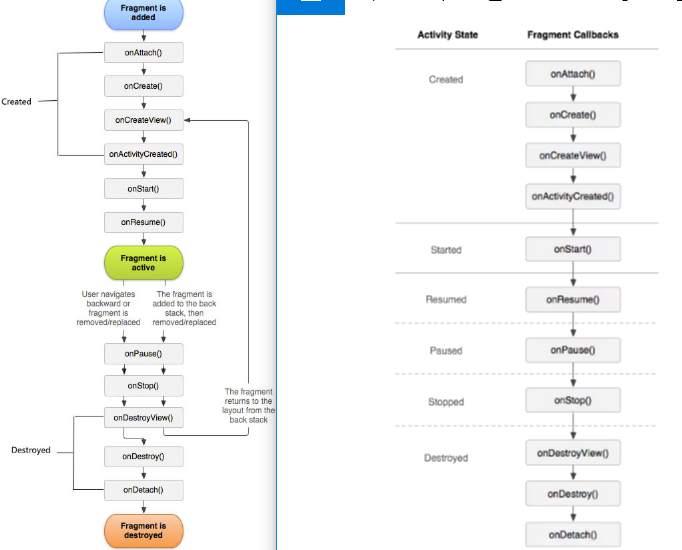 Fragment is
added
onAttach()
onCreate()
Created
onCreateView()
onActivityCreated()
onStart()
onResume()
Fragment is
active
User navigates
backward or
fragment is
removed/replaced
The fragment is
added to the back
stack, then
removed/replaced
onPause()
onStop()
The fragment
returns to the
layout from the
back stack
onDestroyView()
Destroyed
onDestroy()
onDetach()
Fragment is
destroyed
Activity State
Fragment Callbacks
Created
onAttach()
onCreate()
onCreateView()
onActivityCreated()
Started
onStart()
Resumed
onResume()
Paused
onPause()
Stopped
onStop()
Destroyed
onDestroyView()
onDestroy()
onDetach()